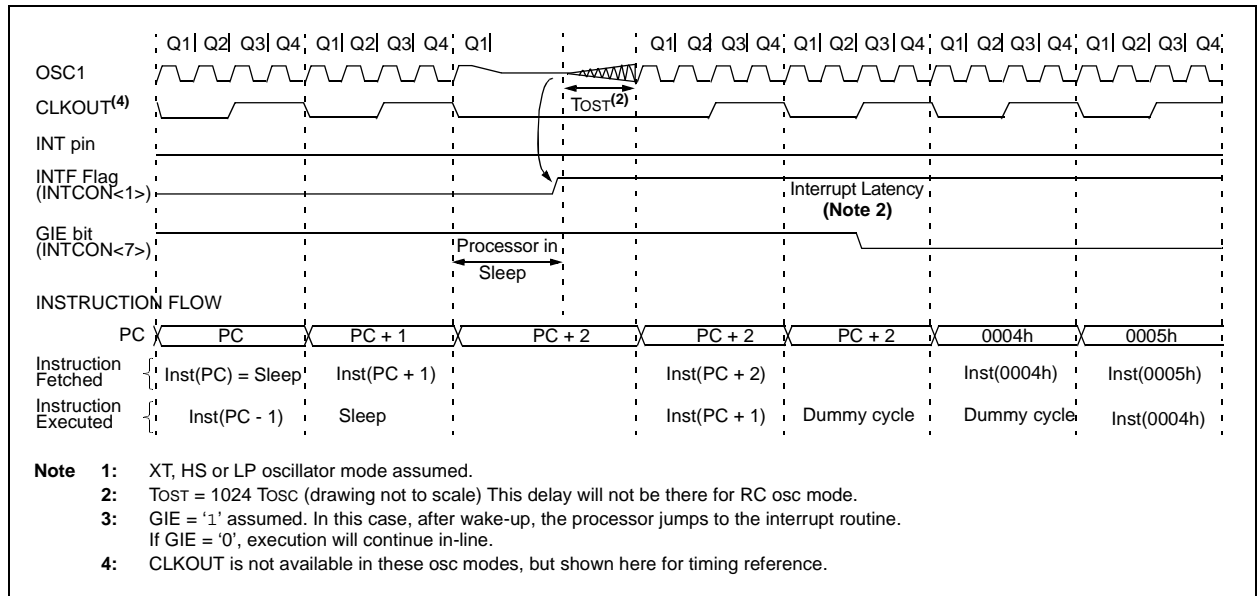 Q1 Q2 Q3 Q4 Q1 Q2 Q3 Q4 Q1 Q1 Q2 Q3 Q4 Q1 Q2 Q3 Q4 Q1 Q2 Q3 Q4 Q1 Q2 Q3 Q4
OSC1
CLKOUT(4)
TOST(2)
INT pin
INTF Flag
(INTCON<1>)
Interrupt Latency
(Note 2)
GIE bit
(INTCON<7>)
Processor in
Sleep
INSTRUCTION FLOW
PC PC PC + 1 PC + 2 PC + 2 PC + 2 0004h 0005h
Instruction
Fetched
Inst(PC) = Sleep Inst(PC + 1) Inst(PC + 2) Inst(0004h) Inst(0005h)
Instruction
Executed
Inst(PC - 1) Sleep Inst(PC + 1) Dummy cycle Dummy cycle Inst(0004h)
Note 1: XT, HS or LP oscillator mode assumed.
2: TOST = 1024 TOSC (drawing not to scale) This delay will not be there for RC osc mode.
3: GIE = '1' assumed. In this case, after wake-up, the processor jumps to the interrupt routine.
If GIE = '0', execution will continue in-line.
4: CLKOUT is not available in these osc modes, but shown here for timing reference.